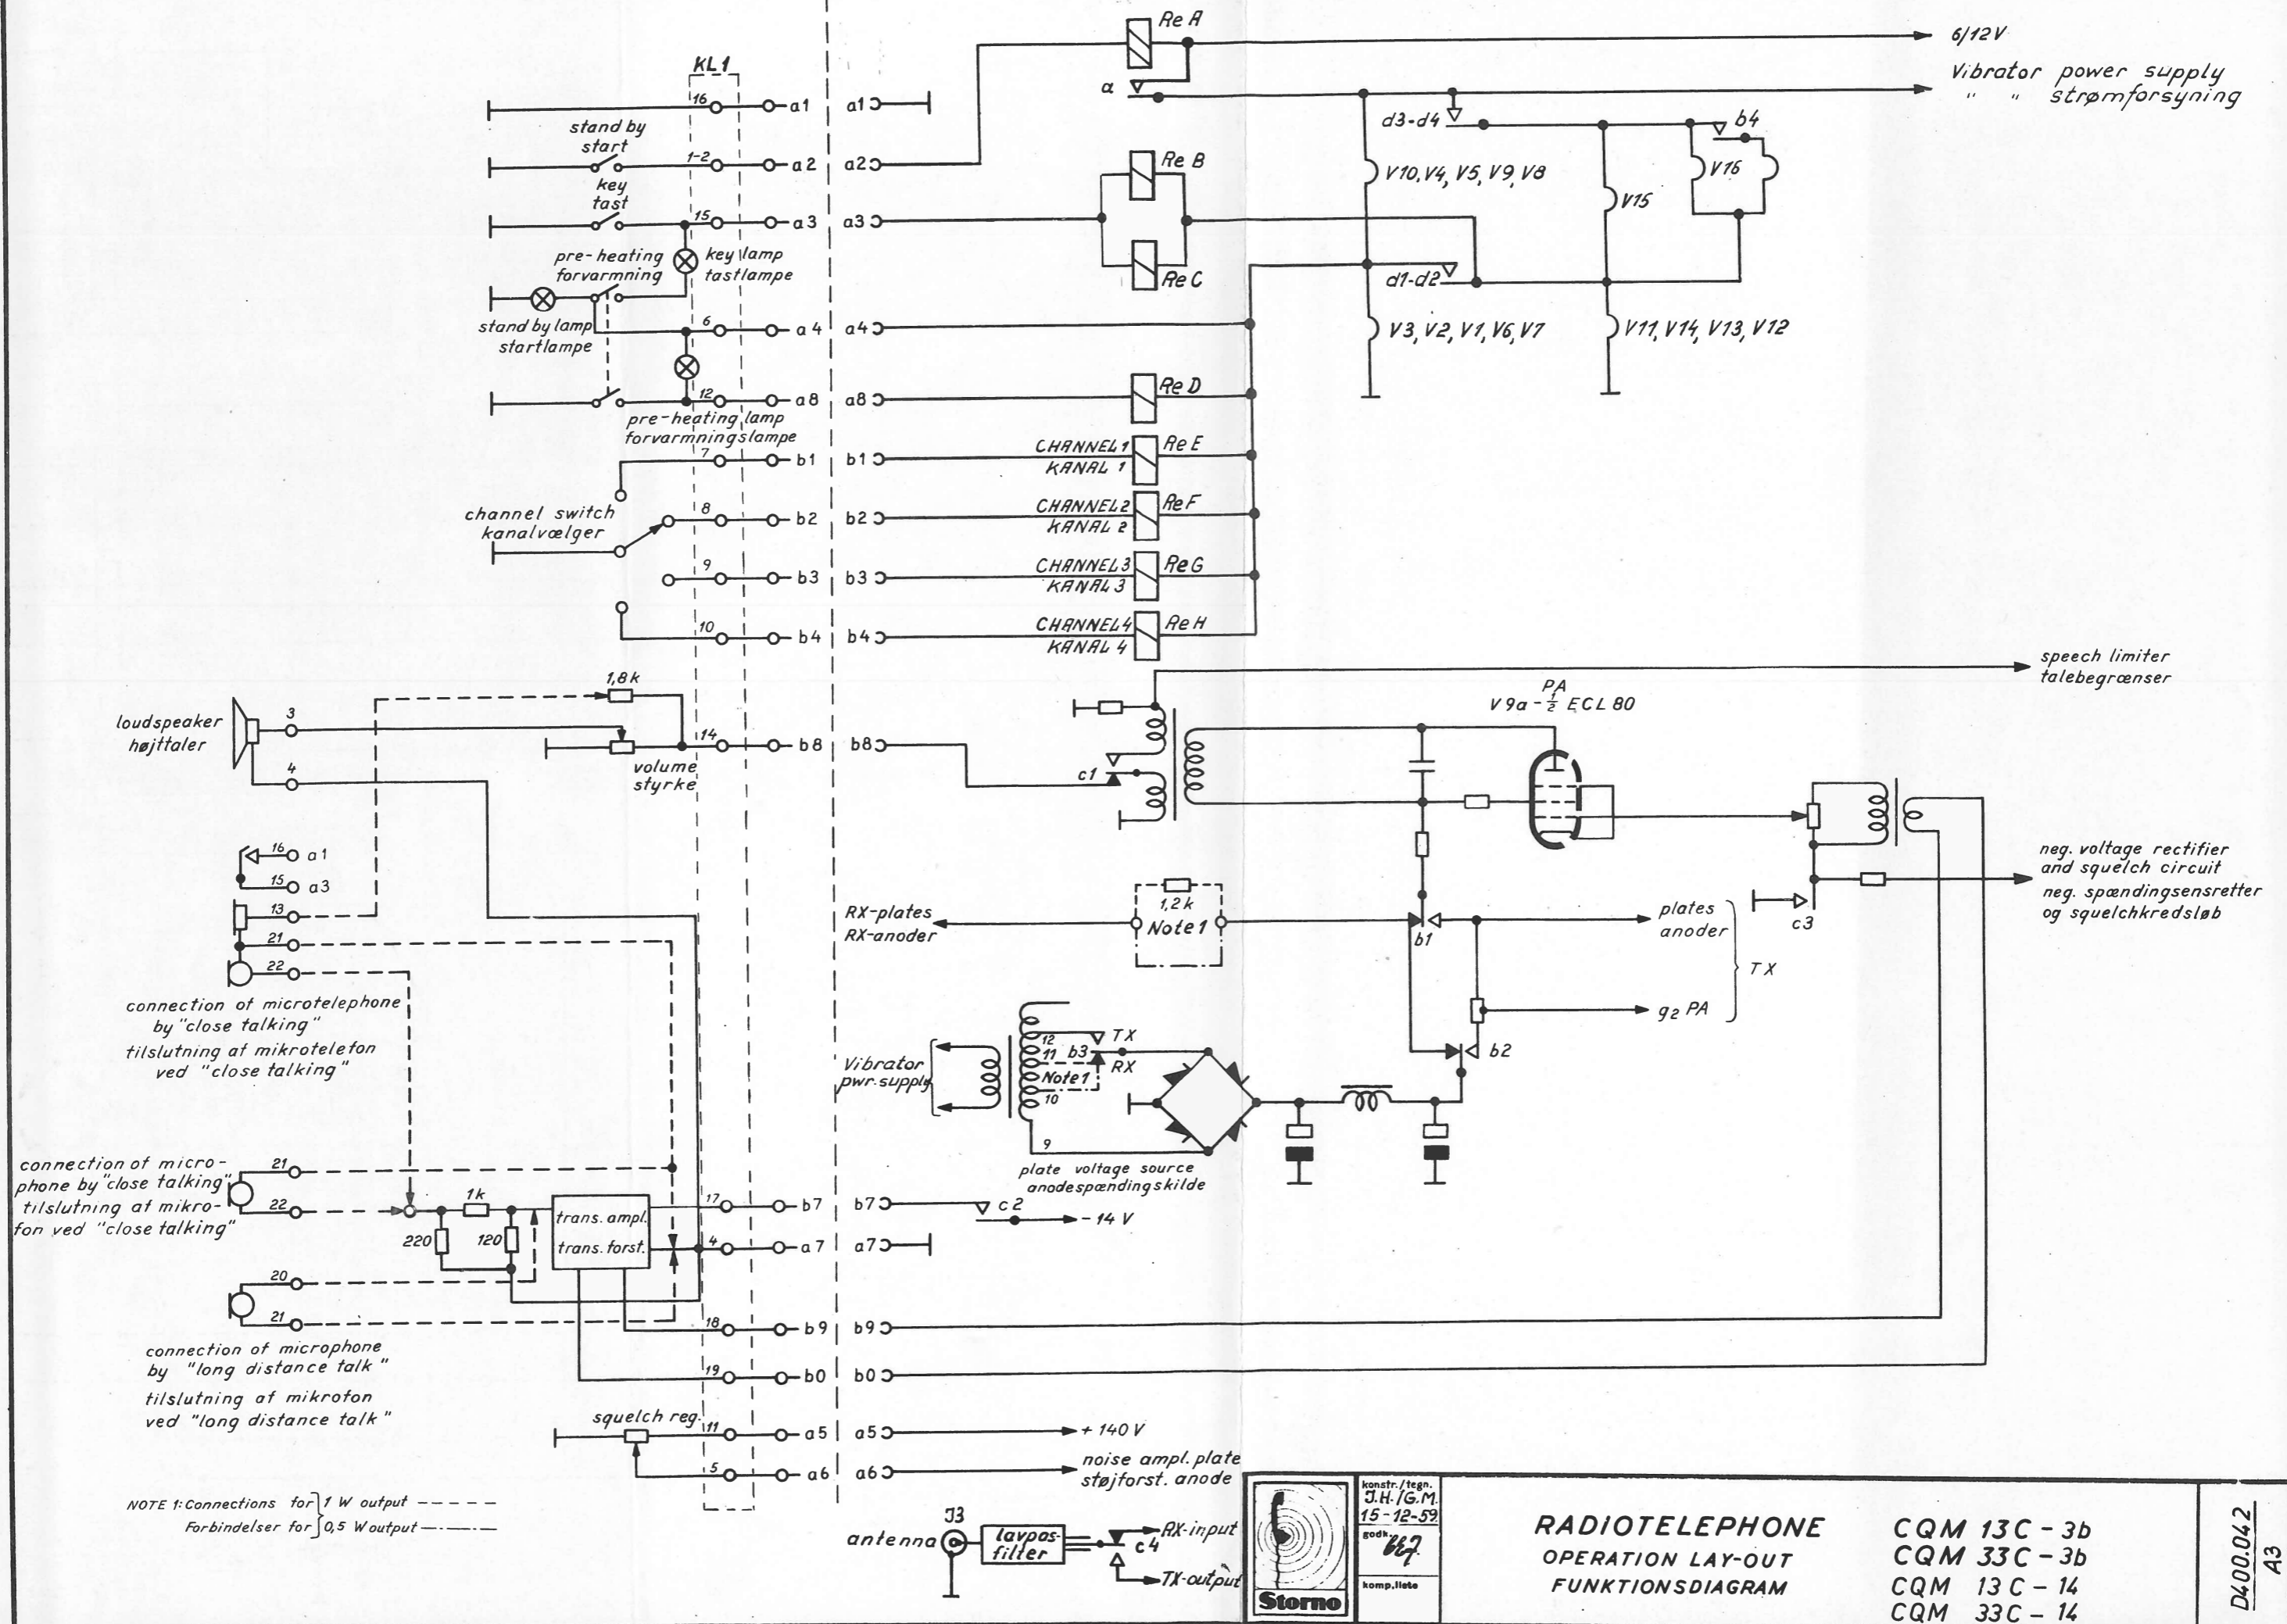 Re A
6/12V
Vibrator power supply
" " strømforsyning
KL1
a
16 a1 a1
d3-d4
b4
stand by
start
1-2 a2 a2
Re B
V10, V4, V5, V9, V8
V16
key
tast
V15
15 a3 a3
pre-heating
forvarmning
key lamp
tastlampe
Re C
d1-d2
stand by lamp
startlampe
6 a4 a4
V3, V2, V1, V6, V7
V11, V14, V13, V12
12 a8 a8
Re D
pre-heating lamp
forvarmningslampe
7 b1 b1
CHANNEL 1
KANAL 1
Re E
channel switch
kanalvælger
8 b2 b2
CHANNEL 2
KANAL 2
Re F
9 b3 b3
CHANNEL 3
KANAL 3
Re G
10 b4 b4
CHANNEL 4
KANAL 4
Re H
speech limiter
talebegrænser
1,8k
PA
V9a - ½ ECL 80
loudspeaker
højttaler
3
4
14 b8 b8
volume
styrke
c1
16 a1
15 a3
13
21
22
RX-plates
RX-anoder
1,2 k
Note 1
b1
plates
anoder
TX
c3
neg. voltage rectifier
and squelch circuit
neg. spændingsensretter
og squelchkredsløb
g2 PA
b2
connection of microtelephone
by "close talking"
tilslutning af mikrotelefon
ved "close talking"
Vibrator
pwr. supply
12
11 b3
TX
RX
Note 1
10
9
plate voltage source
anodespændingskilde
connection of micro-
phone by "close talking"
tilslutning af mikro-
fon ved "close talking"
21
22
1k
220
120
trans. ampl.
trans. forst.
17 b7 b7
c2
- 14 V
4 a7 a7
20
21
18 b9 b9
19 b0 b0
connection of microphone
by "long distance talk"
tilslutning af mikrofon
ved "long distance talk"
squelch reg.
11 a5 a5
+ 140 V
5 a6 a6
noise ampl. plate
støjforst. anode
NOTE 1: Connections for 1 W output
Forbindelser for 0,5 W output
antenna
J3
lavpas-
filter
c4
RX-input
TX-output
Storno
konstr./tegn.
J.H./G.M.
15-12-59
godk.
komp.liste
RADIOTELEPHONE
OPERATION LAY-OUT
FUNKTIONSDIAGRAM
CQM 13C - 3b
CQM 33C - 3b
CQM 13C - 14
CQM 33C - 14
D400.042
A3